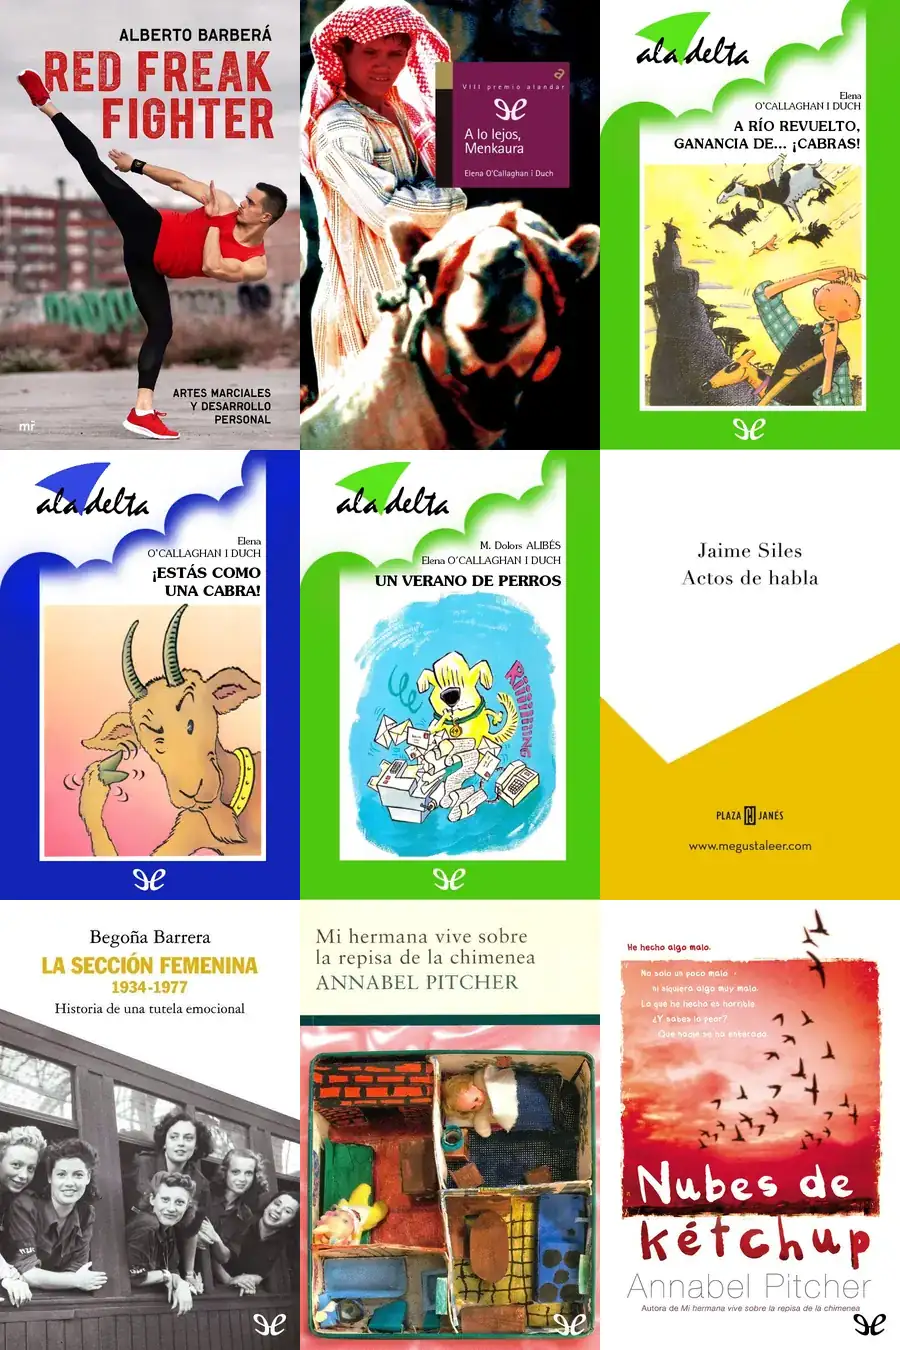 ALBERTO BARBERÁ
RED FREAK
FIGHTER
ARTES MARCIALES
Y DESARROLLO
PERSONAL
mr
VIII premio alandar
a
A lo lejos,
Menkaura
Elena O'Callaghan i Duch
ala delta
Elena
O'CALLAGHAN I DUCH
A RÍO REVUELTO,
GANANCIA DE... ¡CABRAS!
ala delta
Elena
O'CALLAGHAN I DUCH
¡ESTÁS COMO
UNA CABRA!
ala delta
M. Dolors ALIBÉS
Elena O'CALLAGHAN I DUCH
UN VERANO DE PERROS
Jaime Siles
Actos de habla
PLAZA JANÉS
www.megustaleer.com
Begoña Barrera
LA SECCIÓN FEMENINA
1934-1977
Historia de una tutela emocional
Mi hermana vive sobre
la repisa de la chimenea
ANNABEL PITCHER
He hecho algo malo.
No solo un poco malo
ni siquiera algo muy malo.
Lo que he hecho es horrible.
¿Y sabes lo peor?
Que nadie se ha enterado.
Nubes de
kétchup
Annabel Pitcher
Autora de Mi hermana vive sobre la repisa de la chimenea